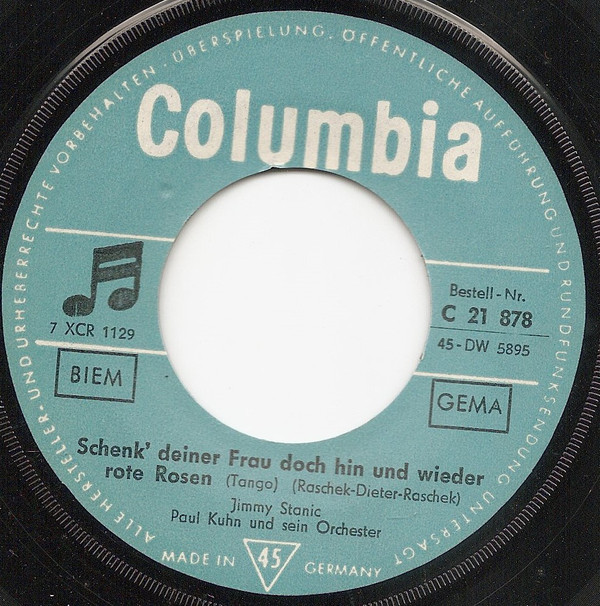 ALLE HERSTELLER- UND URHEBERRECHTE VORBEHALTEN · ÜBERSPIELUNG, ÖFFENTLICHE AUFFÜHRUNG UND RUNDFUNKSENDUNG UNTERSAGT
Columbia
7 XCR 1129
BIEM
Bestell-Nr.
C 21 878
45-DW 5895
GEMA
Schenk' deiner Frau doch hin und wieder
rote Rosen (Tango) (Raschek-Dieter-Raschek)
Jimmy Stanic
Paul Kuhn und sein Orchester
MADE IN 45 GERMANY